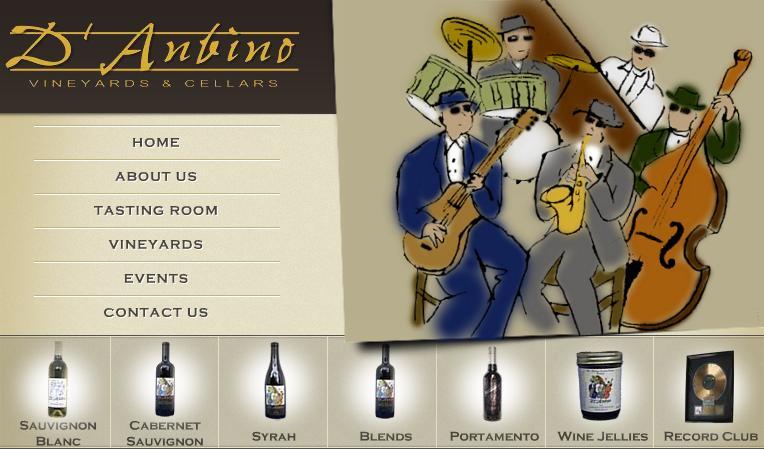 D'Anbino
VINEYARDS & CELLARS
HOME
ABOUT US
TASTING ROOM
VINEYARDS
EVENTS
CONTACT US
SAUVIGNON
BLANC
CABERNET
SAUVIGNON
SYRAH
BLENDS
PORTAMENTO
WINE JELLIES
RECORD CLUB